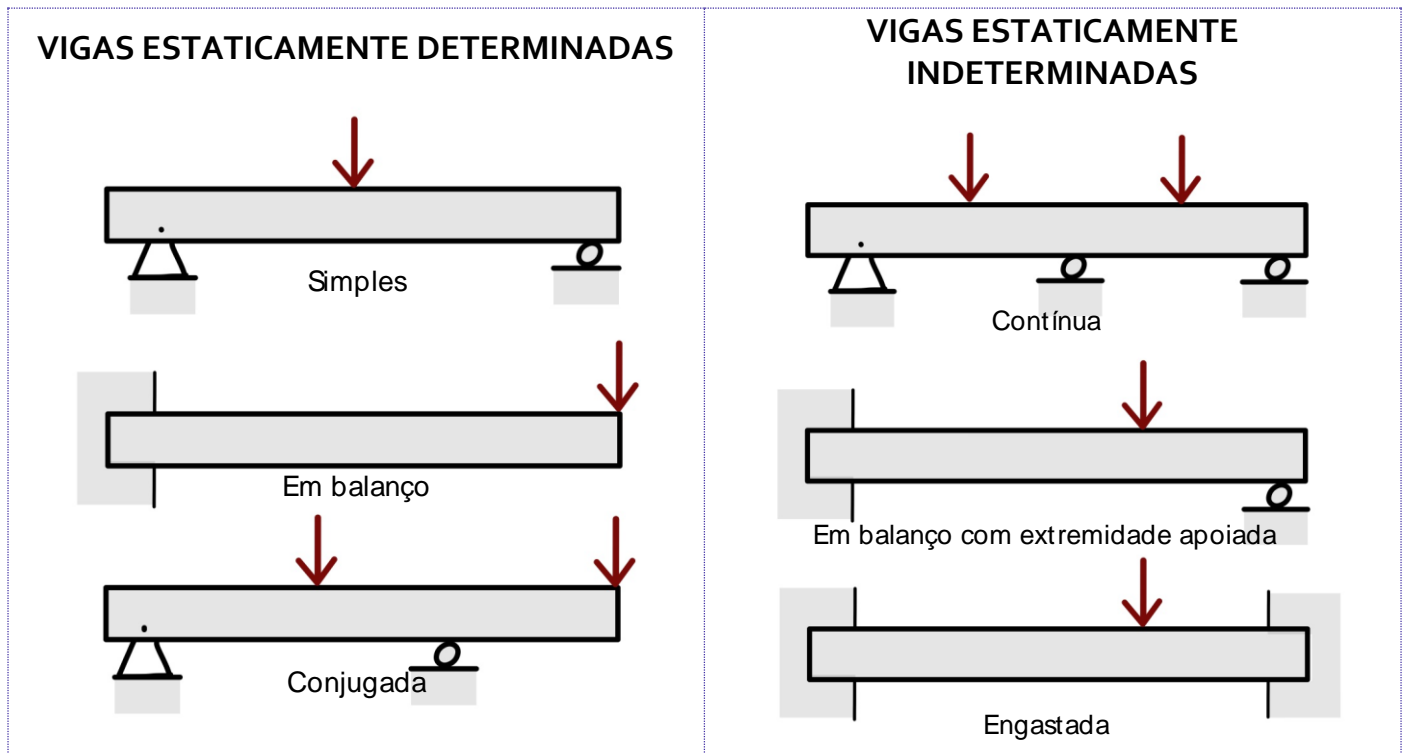 VIGAS ESTATICAMENTE DETERMINADAS
Simples
Em balanço
Conjugada
VIGAS ESTATICAMENTE
INDETERMINADAS
Contínua
Em balanço com extremidade apoiada
Engastada